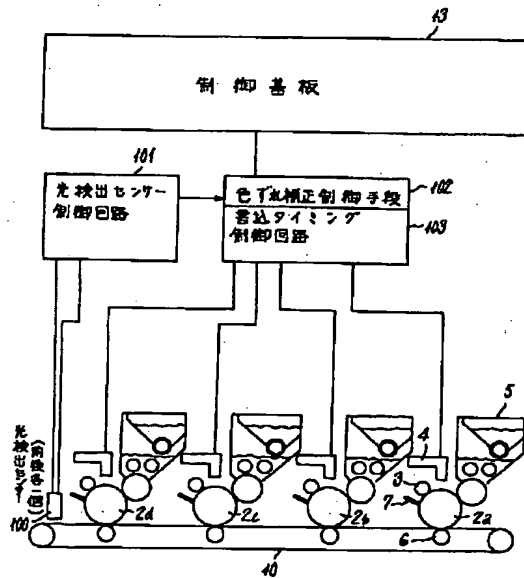 13
制御基板
101
光検出センサー
制御回路
色ずれ補正制御手段
102
書込タイミング
制御回路
103
5
4
3
7
光検出センサー
(前後各一個)
100
2d
2c
2b
2a
6
10